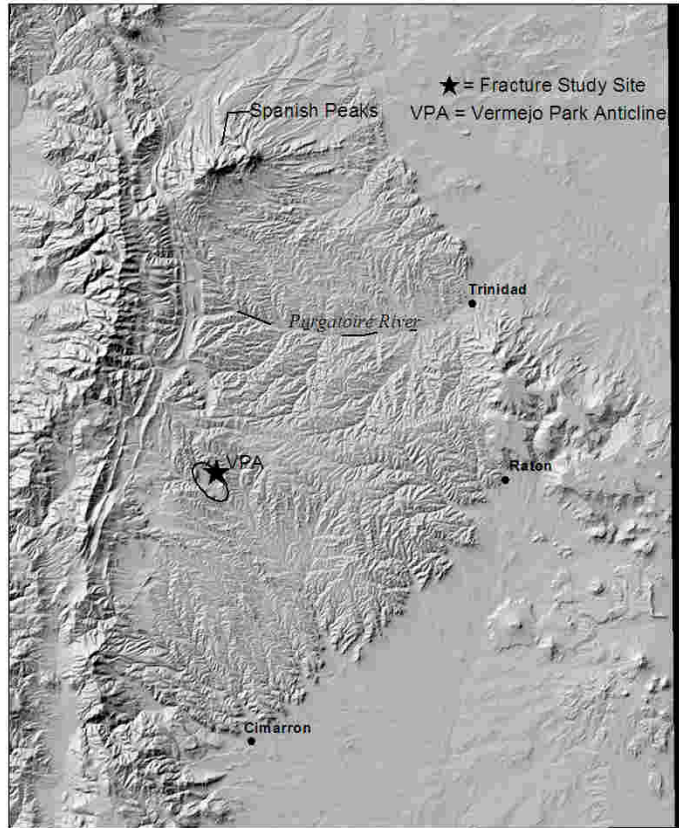 ★ = Fracture Study Site
Spanish Peaks
VPA = Vermejo Park Anticline
Trinidad
Purgatoire River
VPA
Raton
Cimarron